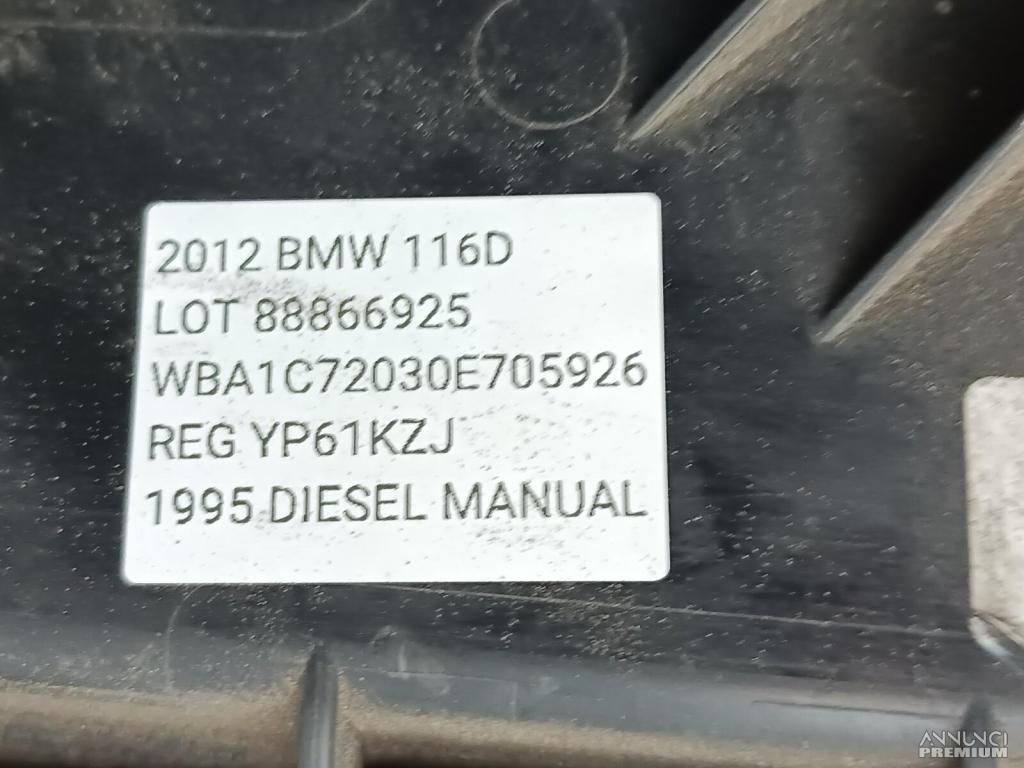 2012 BMW 116D
LOT 88866925
WBA1C72030E705926
REG YP61KZJ
1995 DIESEL MANUAL
ANNUNCI
PREMIUM